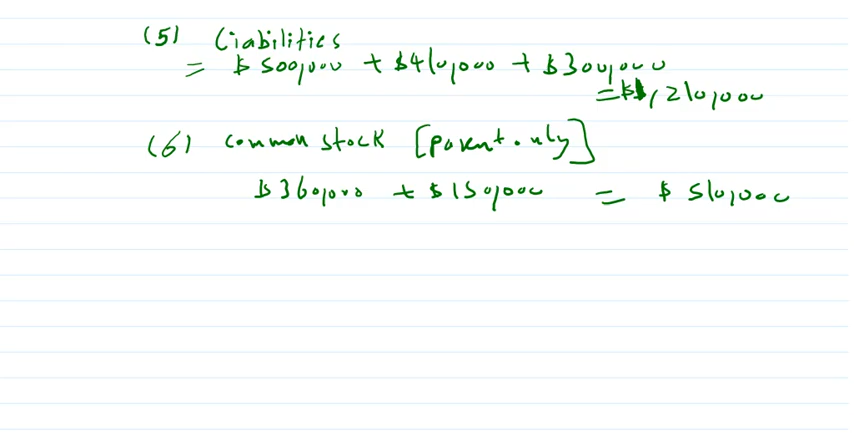 (5) Liabilities
= $500,000 + $410,000 + $300,000
= $1,210,000
(6) common stock [parent only]
$360,000 + $150,000 = $510,000